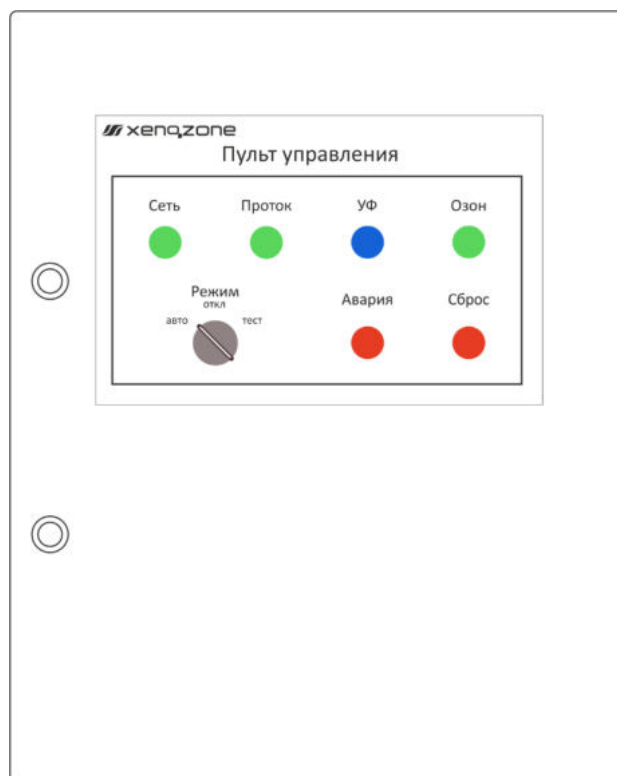 xenozone
Пульт управления
Сеть Проток УФ Озон
Режим
откл
авто тест
Авария Сброс